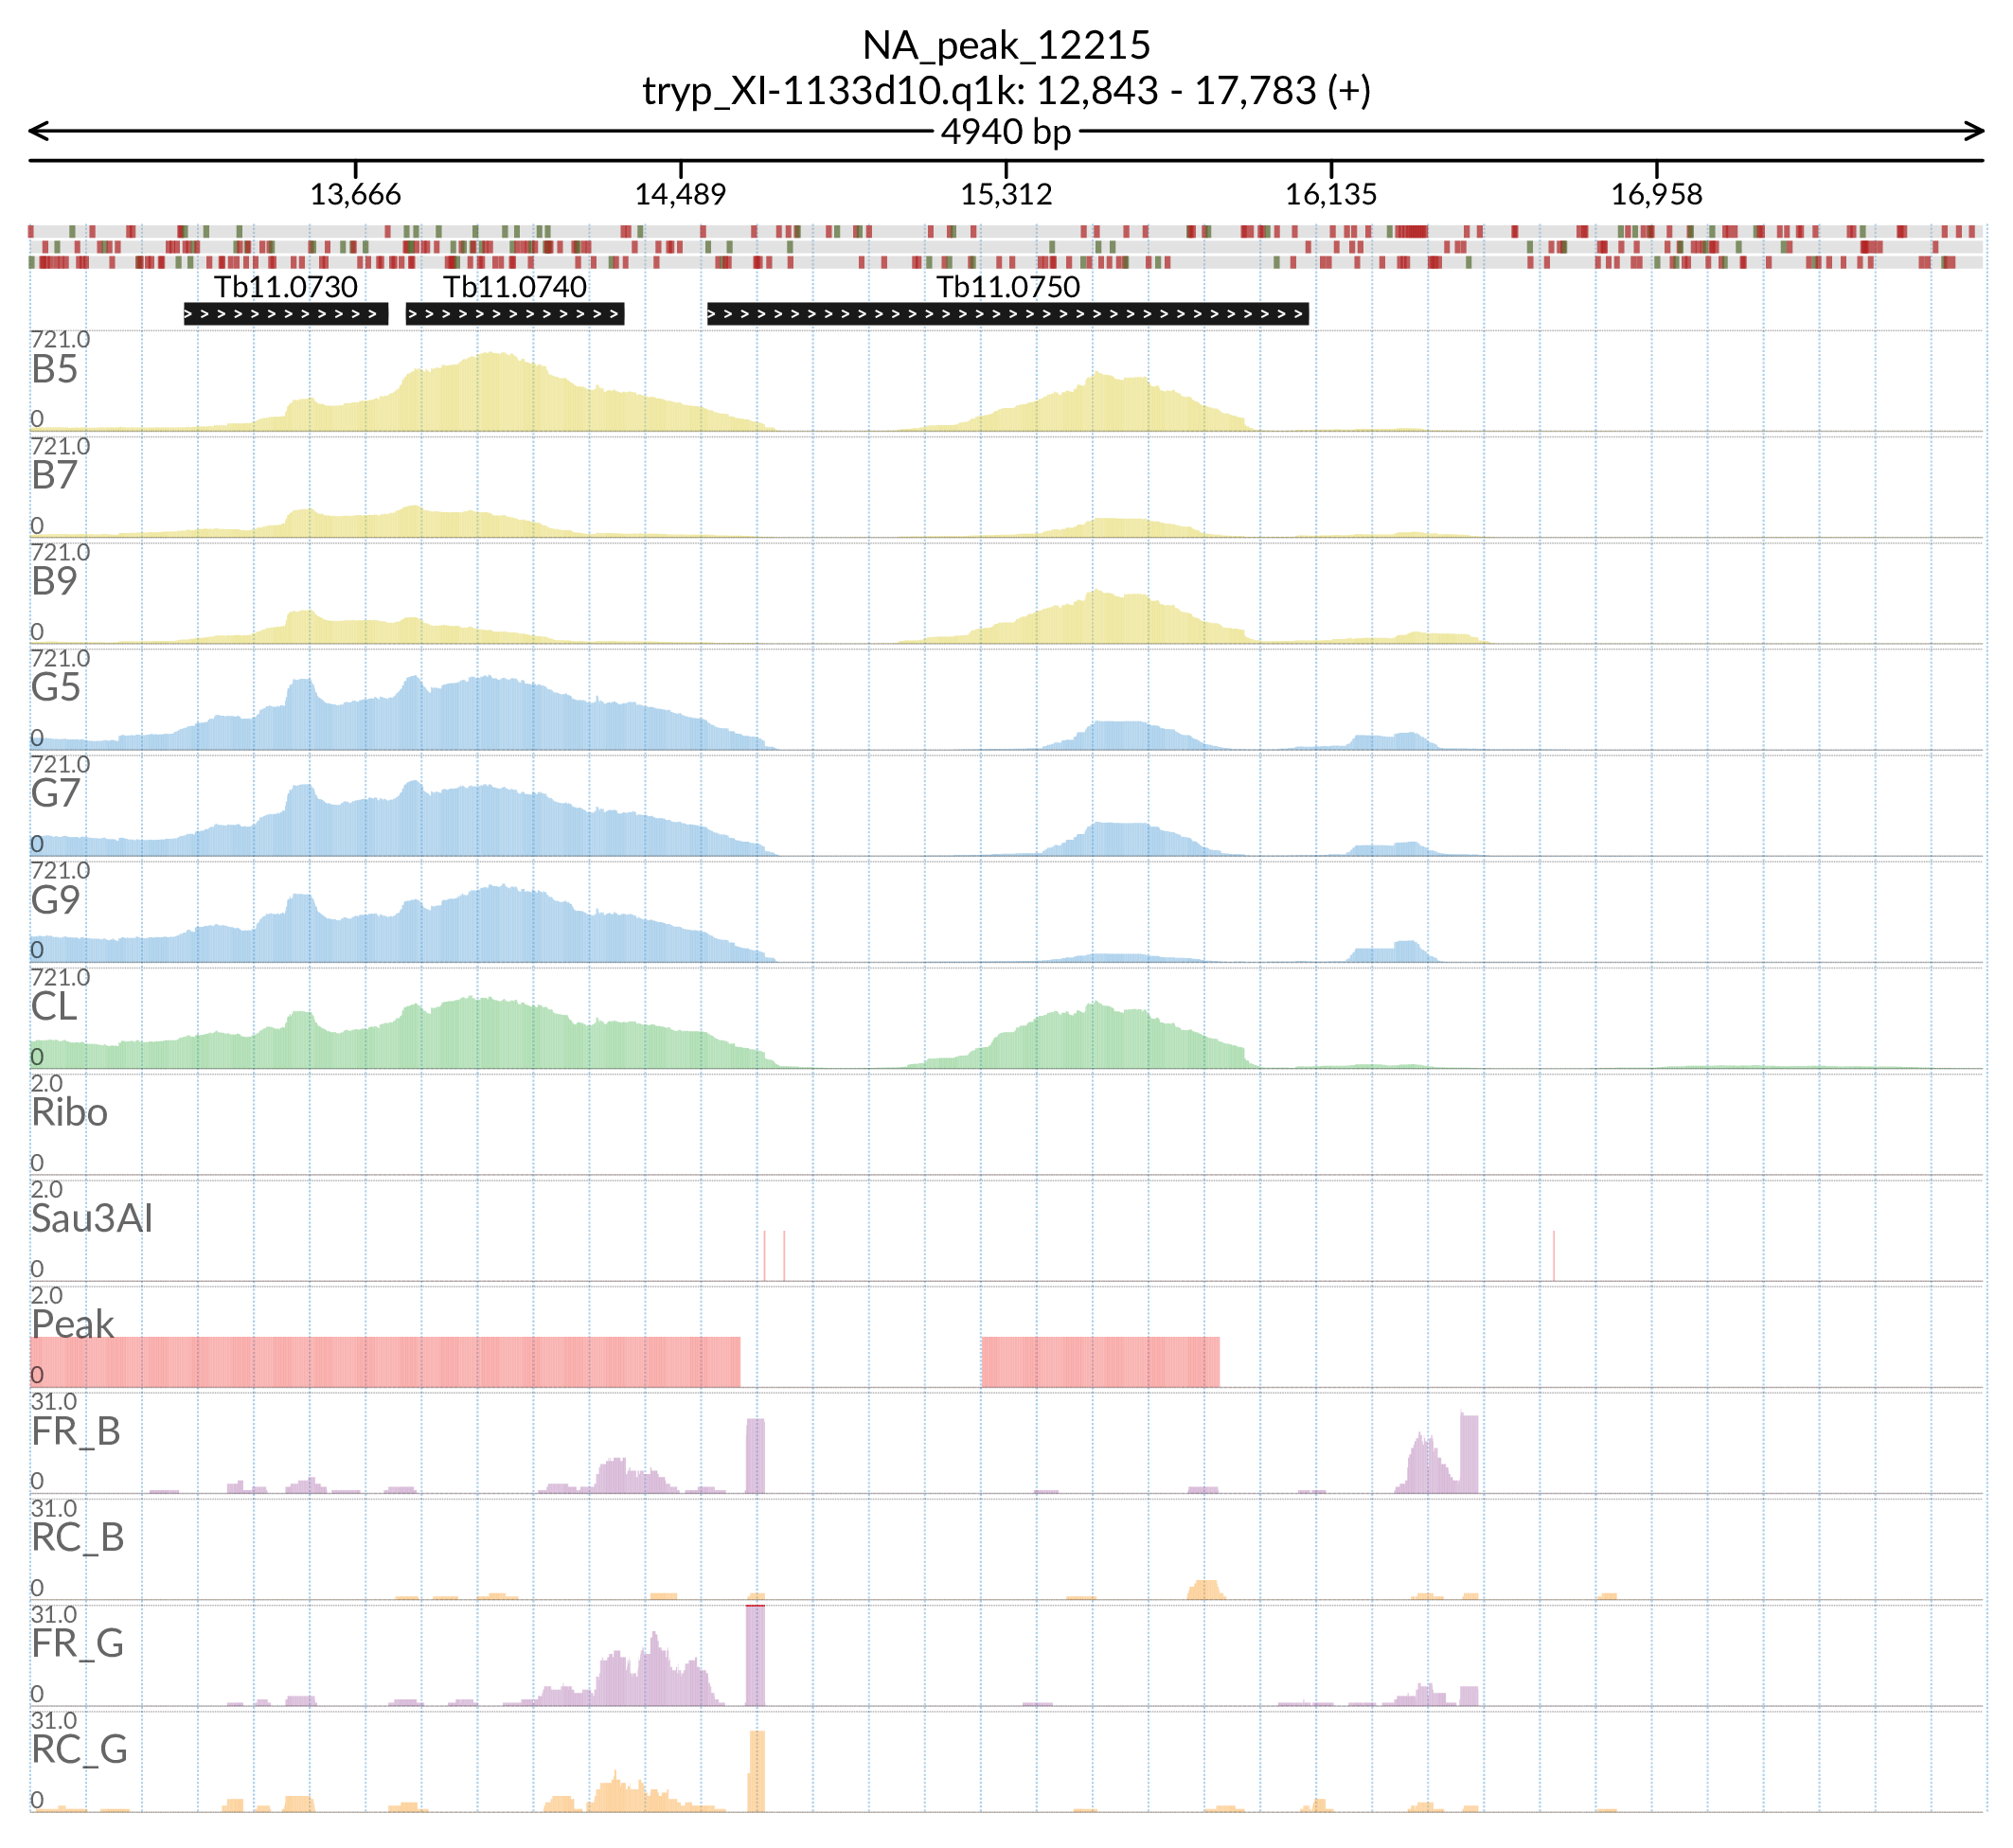 NA_peak_12215
tryp_XI-1133d10.q1k: 12,843 - 17,783 (+)
4940 bp
13,666 14,489 15,312 16,135 16,958
Tb11.0730 Tb11.0740 Tb11.0750
721.0
B5
0
721.0
B7
0
721.0
B9
0
721.0
G5
0
721.0
G7
0
721.0
G9
0
721.0
CL
0
2.0
Ribo
0
2.0
Sau3AI
0
2.0
Peak
0
31.0
FR_B
0
31.0
RC_B
0
31.0
FR_G
0
31.0
RC_G
0